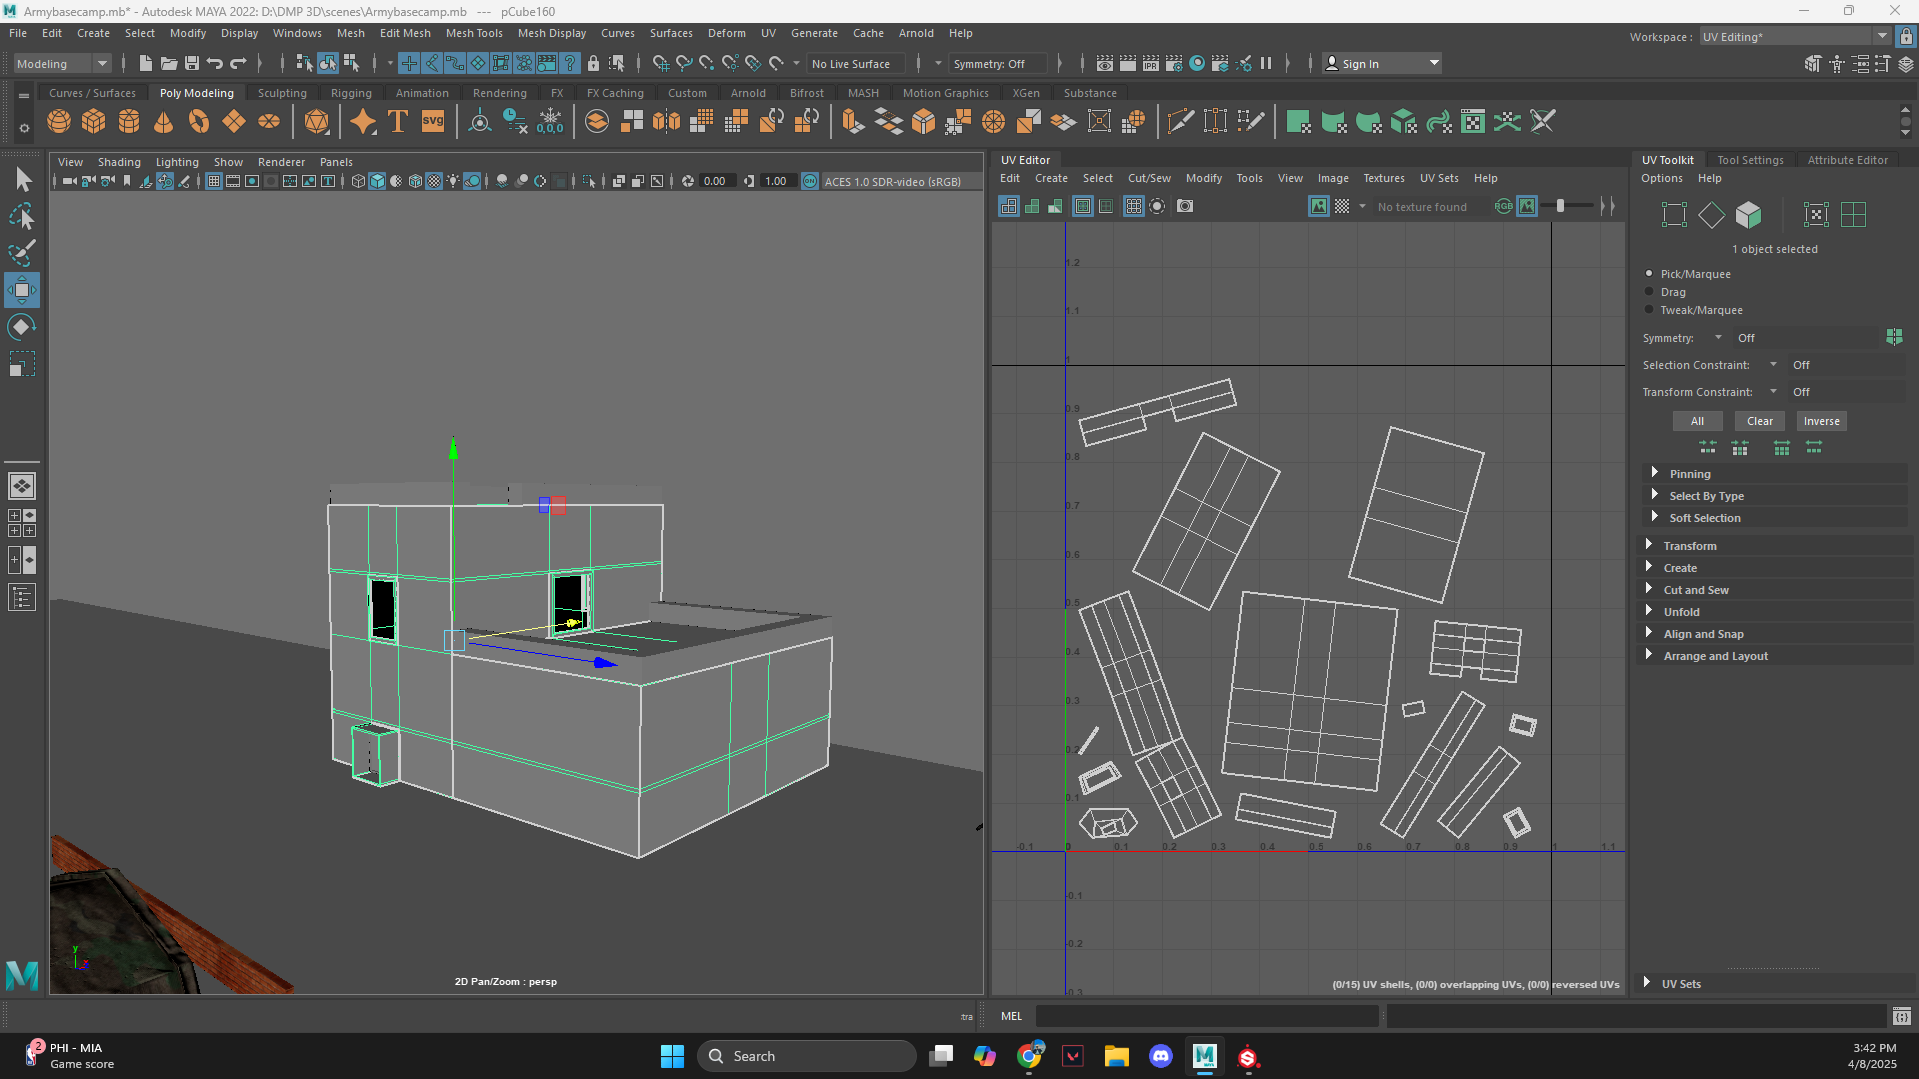 Armybasecamp.mb* - Autodesk MAYA 2022: D:\DMP 3D\scenes\Armybasecamp.mb   ---   pCube160
File Edit Create Select Modify Display Windows Mesh Edit Mesh Mesh Tools Mesh Display Curves Surfaces Deform UV Generate Cache Arnold Help
Workspace : UV Editing*
Modeling
No Live Surface
Symmetry: Off
Sign In
Curves / Surfaces Poly Modeling Sculpting Rigging Animation Rendering FX FX Caching Custom Arnold Bifrost MASH Motion Graphics XGen Substance
svg
0,0,0
View Shading Lighting Show Renderer Panels
0.00
1.00
ACES 1.0 SDR-video (sRGB)
2D Pan/Zoom : persp
y
x
UV Editor
Edit Create Select Cut/Sew Modify Tools View Image Textures UV Sets Help
No texture found
RGB
1.2
1.1
1
0.9
0.8
0.7
0.6
0.5
0.4
0.3
0.2
0.1
-0.1 0 0.1 0.2 0.3 0.4 0.5 0.6 0.7 0.8 0.9 1 1.1
-0.1
-0.2
-0.3
(0/15) UV shells, (0/0) overlapping UVs, (0/0) reversed UVs
UV Toolkit Tool Settings Attribute Editor
Options Help
1 object selected
Pick/Marquee
Drag
Tweak/Marquee
Symmetry: Off
Selection Constraint: Off
Transform Constraint: Off
All Clear Inverse
Pinning
Select By Type
Soft Selection
Transform
Create
Cut and Sew
Unfold
Align and Snap
Arrange and Layout
UV Sets
:tra
MEL
2
PHI - MIA
Game score
Search
3:42 PM
4/8/2025